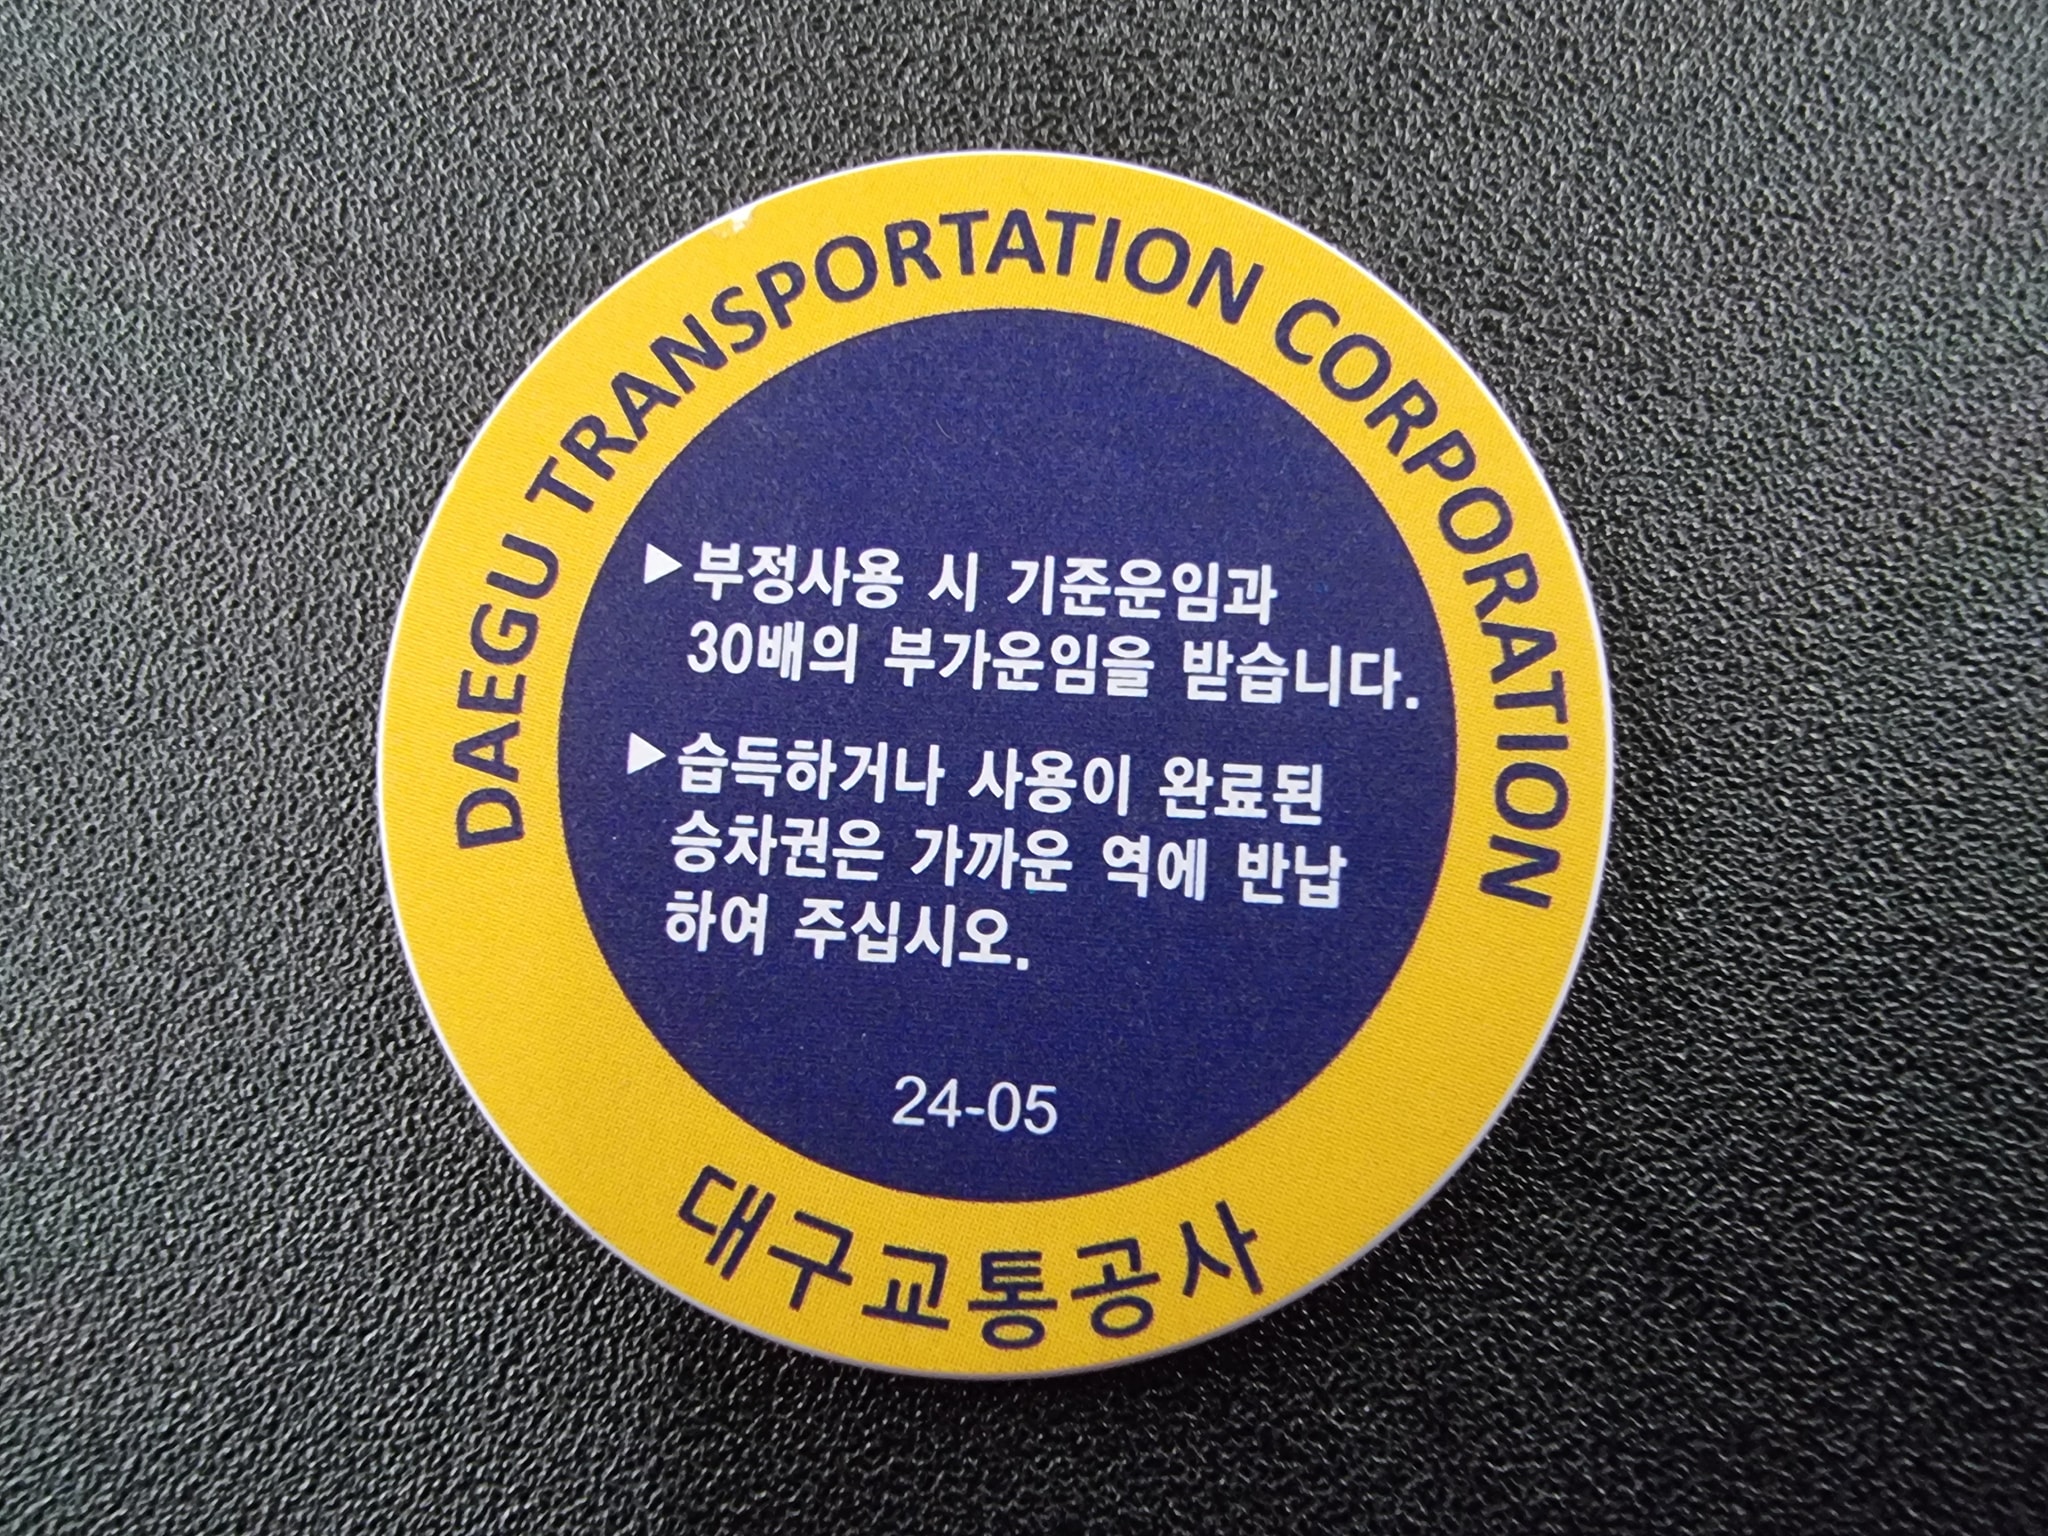 DAEGU TRANSPORTATION CORPORATION
▶부정사용 시 기준운임과
30배의 부가운임을 받습니다.
▶습득하거나 사용이 완료된
승차권은 가까운 역에 반납
하여 주십시오.
24-05
대구교통공사